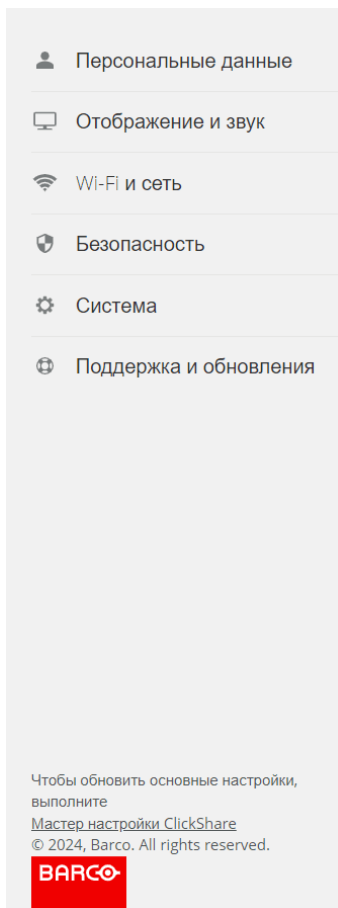 Персональные данные
Отображение и звук
Wi-Fi и сеть
Безопасность
Система
Поддержка и обновления
Чтобы обновить основные настройки,
выполните
Мастер настройки ClickShare
© 2024, Barco. All rights reserved.
BARCO